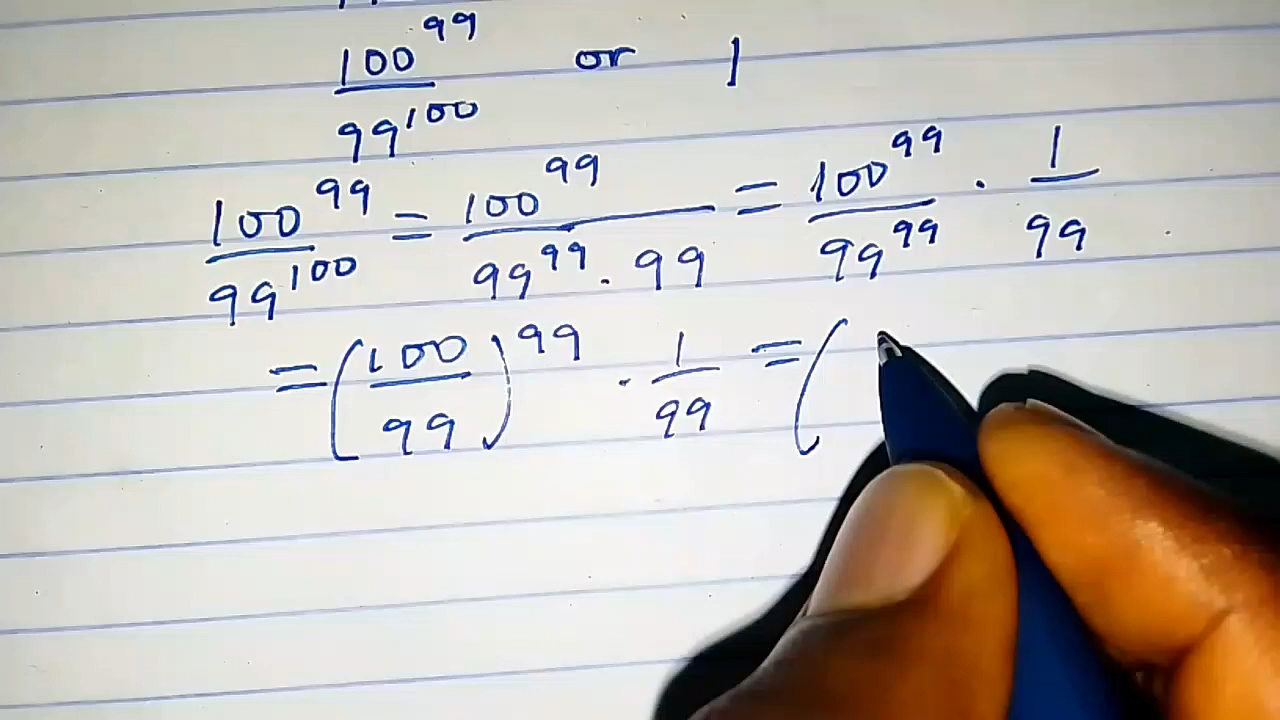 100^99 / 99^100 or 1
100^99 / 99^100 = 100^99 / 99^99 . 99 = 100^99 / 99^99 . 1 / 99
= (100 / 99)^99 . 1 / 99 = (